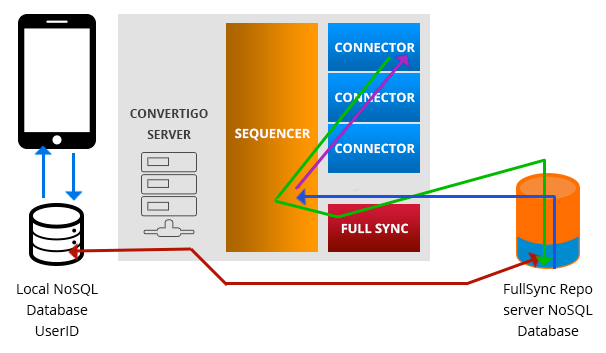 CONNECTOR
CONNECTOR
CONVERTIGO
SERVER
SEQUENCER
CONNECTOR
FULL SYNC
Local NoSQL
Database
UserID
FullSync Repo
server NoSQL
Database